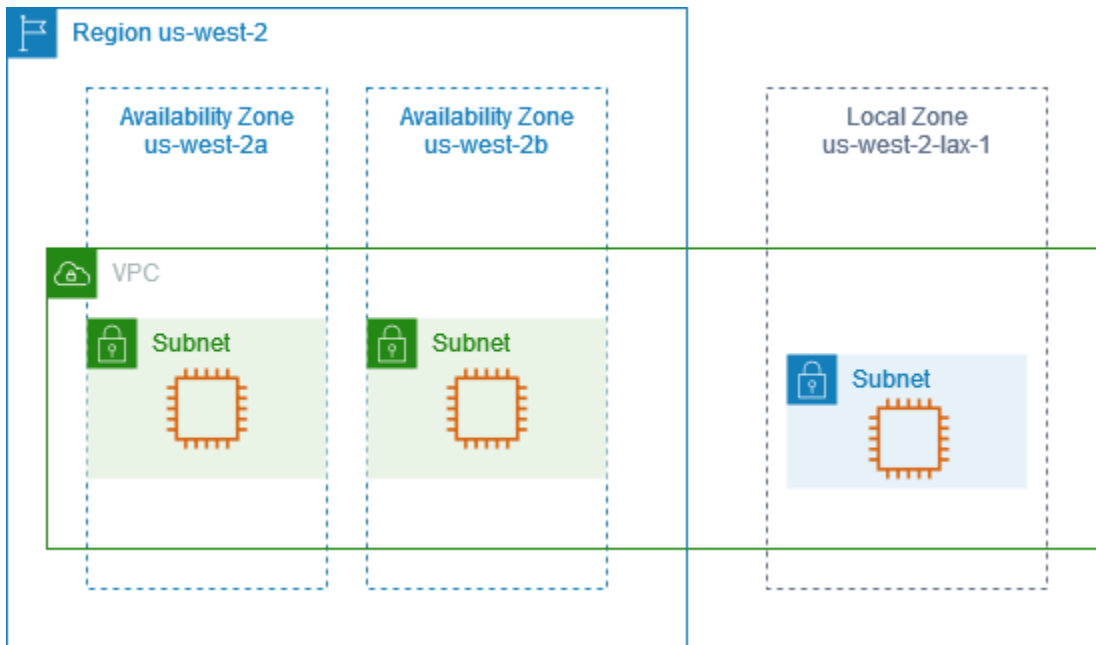 Region us-west-2
Availability Zone
us-west-2a
Availability Zone
us-west-2b
Local Zone
us-west-2-lax-1
VPC
Subnet
Subnet
Subnet